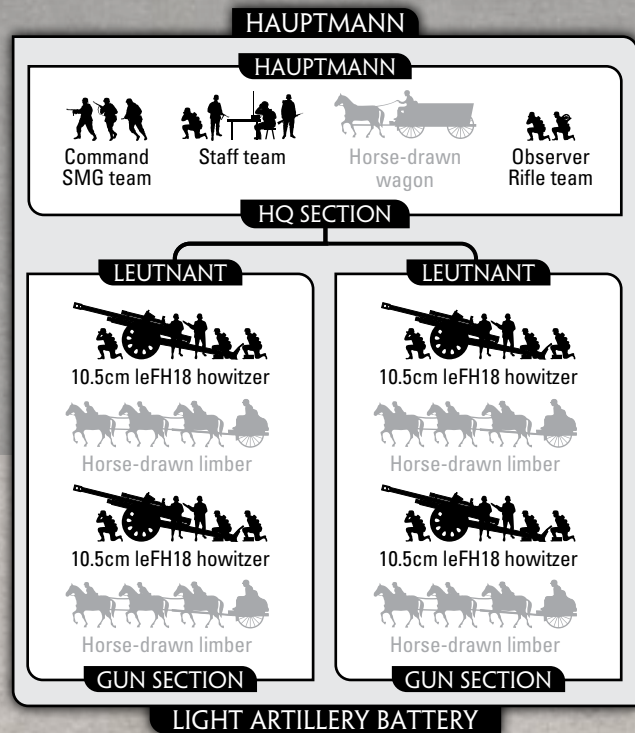 HAUPTMANN
HAUPTMANN
Command
SMG team
Staff team
Horse-drawn
wagon
Observer
Rifle team
HQ SECTION
LEUTNANT
10.5cm leFH18 howitzer
Horse-drawn limber
10.5cm leFH18 howitzer
Horse-drawn limber
GUN SECTION
LEUTNANT
10.5cm leFH18 howitzer
Horse-drawn limber
10.5cm leFH18 howitzer
Horse-drawn limber
GUN SECTION
LIGHT ARTILLERY BATTERY